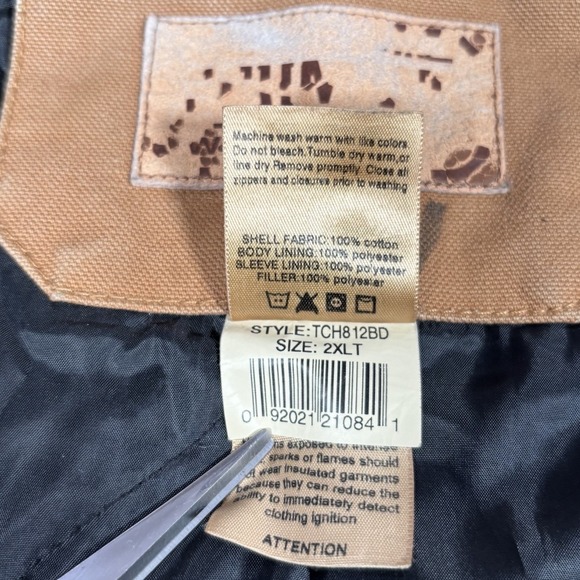 Machine wash warm with like colors
Do not bleach.Tumble dry warm,or
line dry Remove promptly. Close all
zippers and closures prior to washing
SHELL FABRIC:100% cotton
BODY LINING:100% polyester
SLEEVE LINING:100% polyester
FILLER:100% polyester
STYLE:TCH812BD
SIZE: 2XLT
0 92021 21084 1
exposed to
sparks or flames should
wear insulated garments
because they can reduce the
ability to immediately detect
clothing ignition
ATTENTION